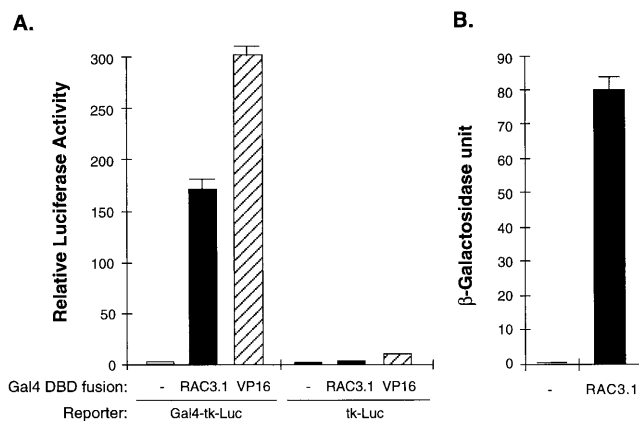 A.
Relative Luciferase Activity
300
250
200
150
100
50
0
Gal4 DBD fusion: - RAC3.1 VP16 - RAC3.1 VP16
Reporter: Gal4-tk-Luc tk-Luc
B.
β-Galactosidase unit
90
80
70
60
50
40
30
20
10
0
- RAC3.1